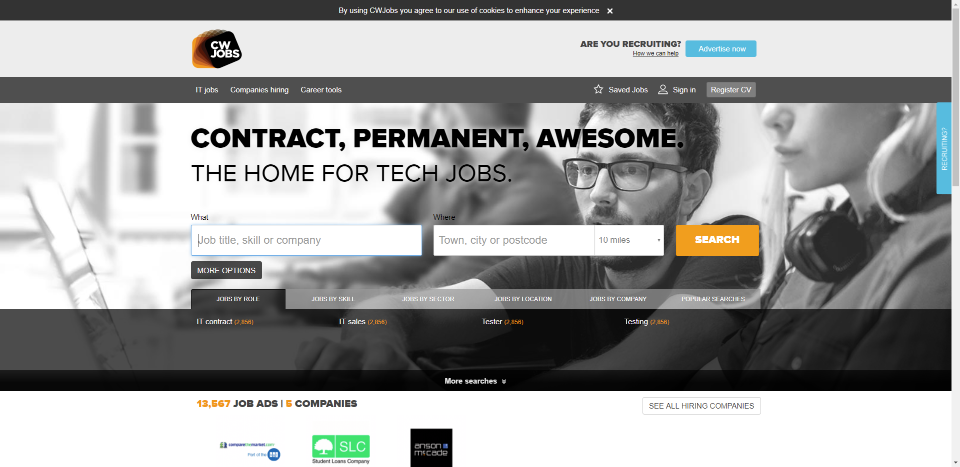 By using CWJobs you agree to our use of cookies to enhance your experience ×
CW JOBS
ARE YOU RECRUITING?
How we can help
Advertise now
IT jobs Companies hiring Career tools Saved Jobs Sign in Register CV
RECRUITING?
CONTRACT, PERMANENT, AWESOME.
THE HOME FOR TECH JOBS.
What Where
Job title, skill or company Town, city or postcode 10 miles SEARCH
MORE OPTIONS
JOBS BY ROLE JOBS BY SKILL JOBS BY SECTOR JOBS BY LOCATION JOBS BY COMPANY POPULAR SEARCHES
IT contract (2,856) IT sales (2,856) Tester (2,856) Testing (2,856)
More searches
13,567 JOB ADS | 5 COMPANIES SEE ALL HIRING COMPANIES
comparethemarket.com
Part of the
SLC
Student Loans Company
anson
mccade